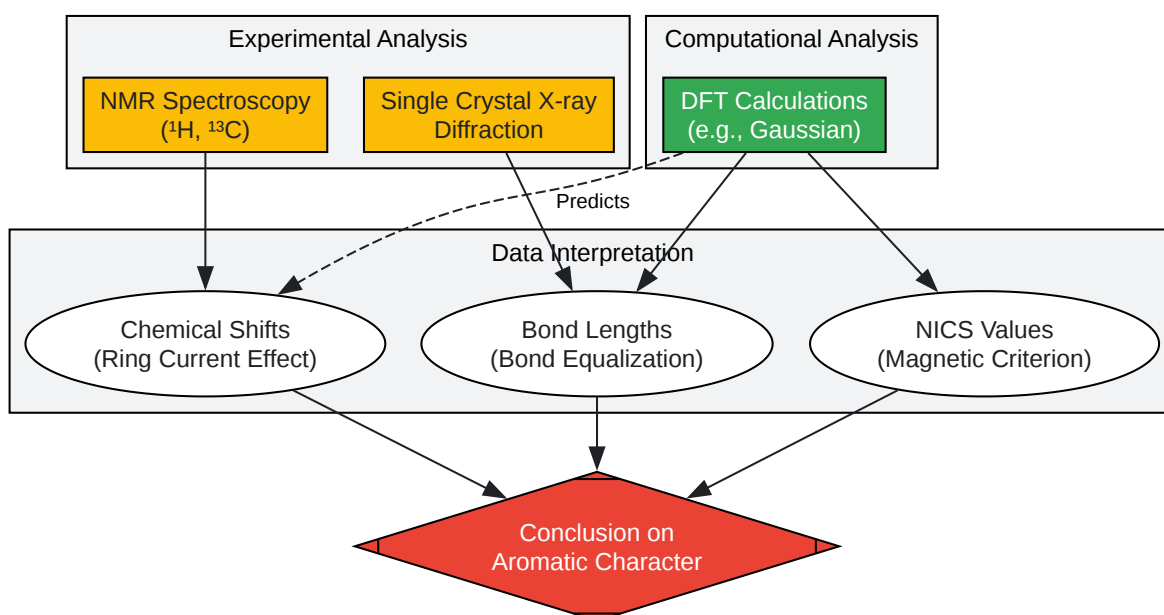 Experimental Analysis
Computational Analysis
NMR Spectroscopy
(¹H, ¹³C)
Single Crystal X-ray
Diffraction
DFT Calculations
(e.g., Gaussian)
Predicts
Data Interpretation
Chemical Shifts
(Ring Current Effect)
Bond Lengths
(Bond Equalization)
NICS Values
(Magnetic Criterion)
Conclusion on
Aromatic Character